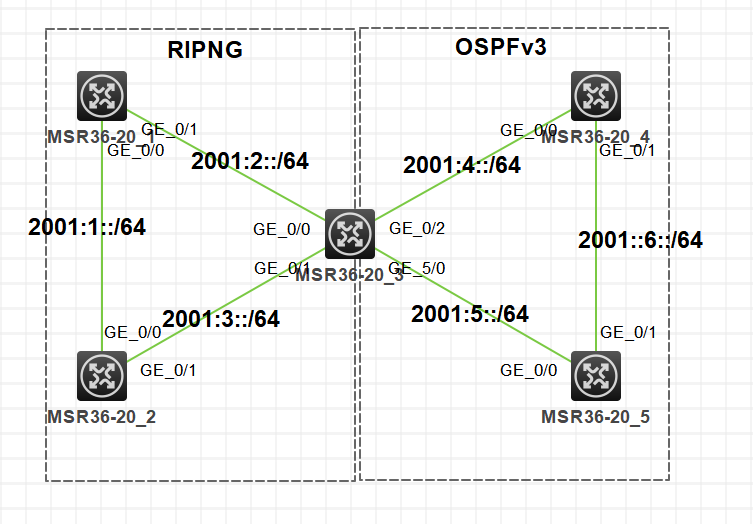 RIPNG
OSPFv3
MSR36-20_1
GE_0/1
GE_0/0
2001:2::/64
2001:4::/64
GE_0/0
MSR36-20_4
GE_0/1
2001:1::/64
GE_0/0
GE_0/2
2001::6::/64
GE_0/1
MSR36-20_3
GE_5/0
2001:3::/64
2001:5::/64
GE_0/0
GE_0/1
MSR36-20_2
GE_0/1
GE_0/0
MSR36-20_5